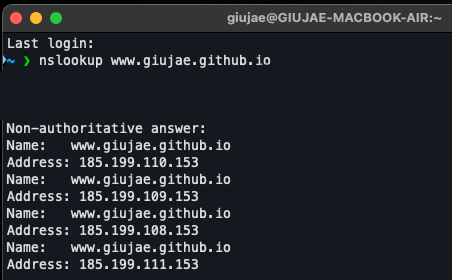 giujae@GIUJAE-MACBOOK-AIR:~
Last login:
~ ❯ nslookup www.giujae.github.io
Non-authoritative answer:
Name: www.giujae.github.io
Address: 185.199.110.153
Name: www.giujae.github.io
Address: 185.199.109.153
Name: www.giujae.github.io
Address: 185.199.108.153
Name: www.giujae.github.io
Address: 185.199.111.153